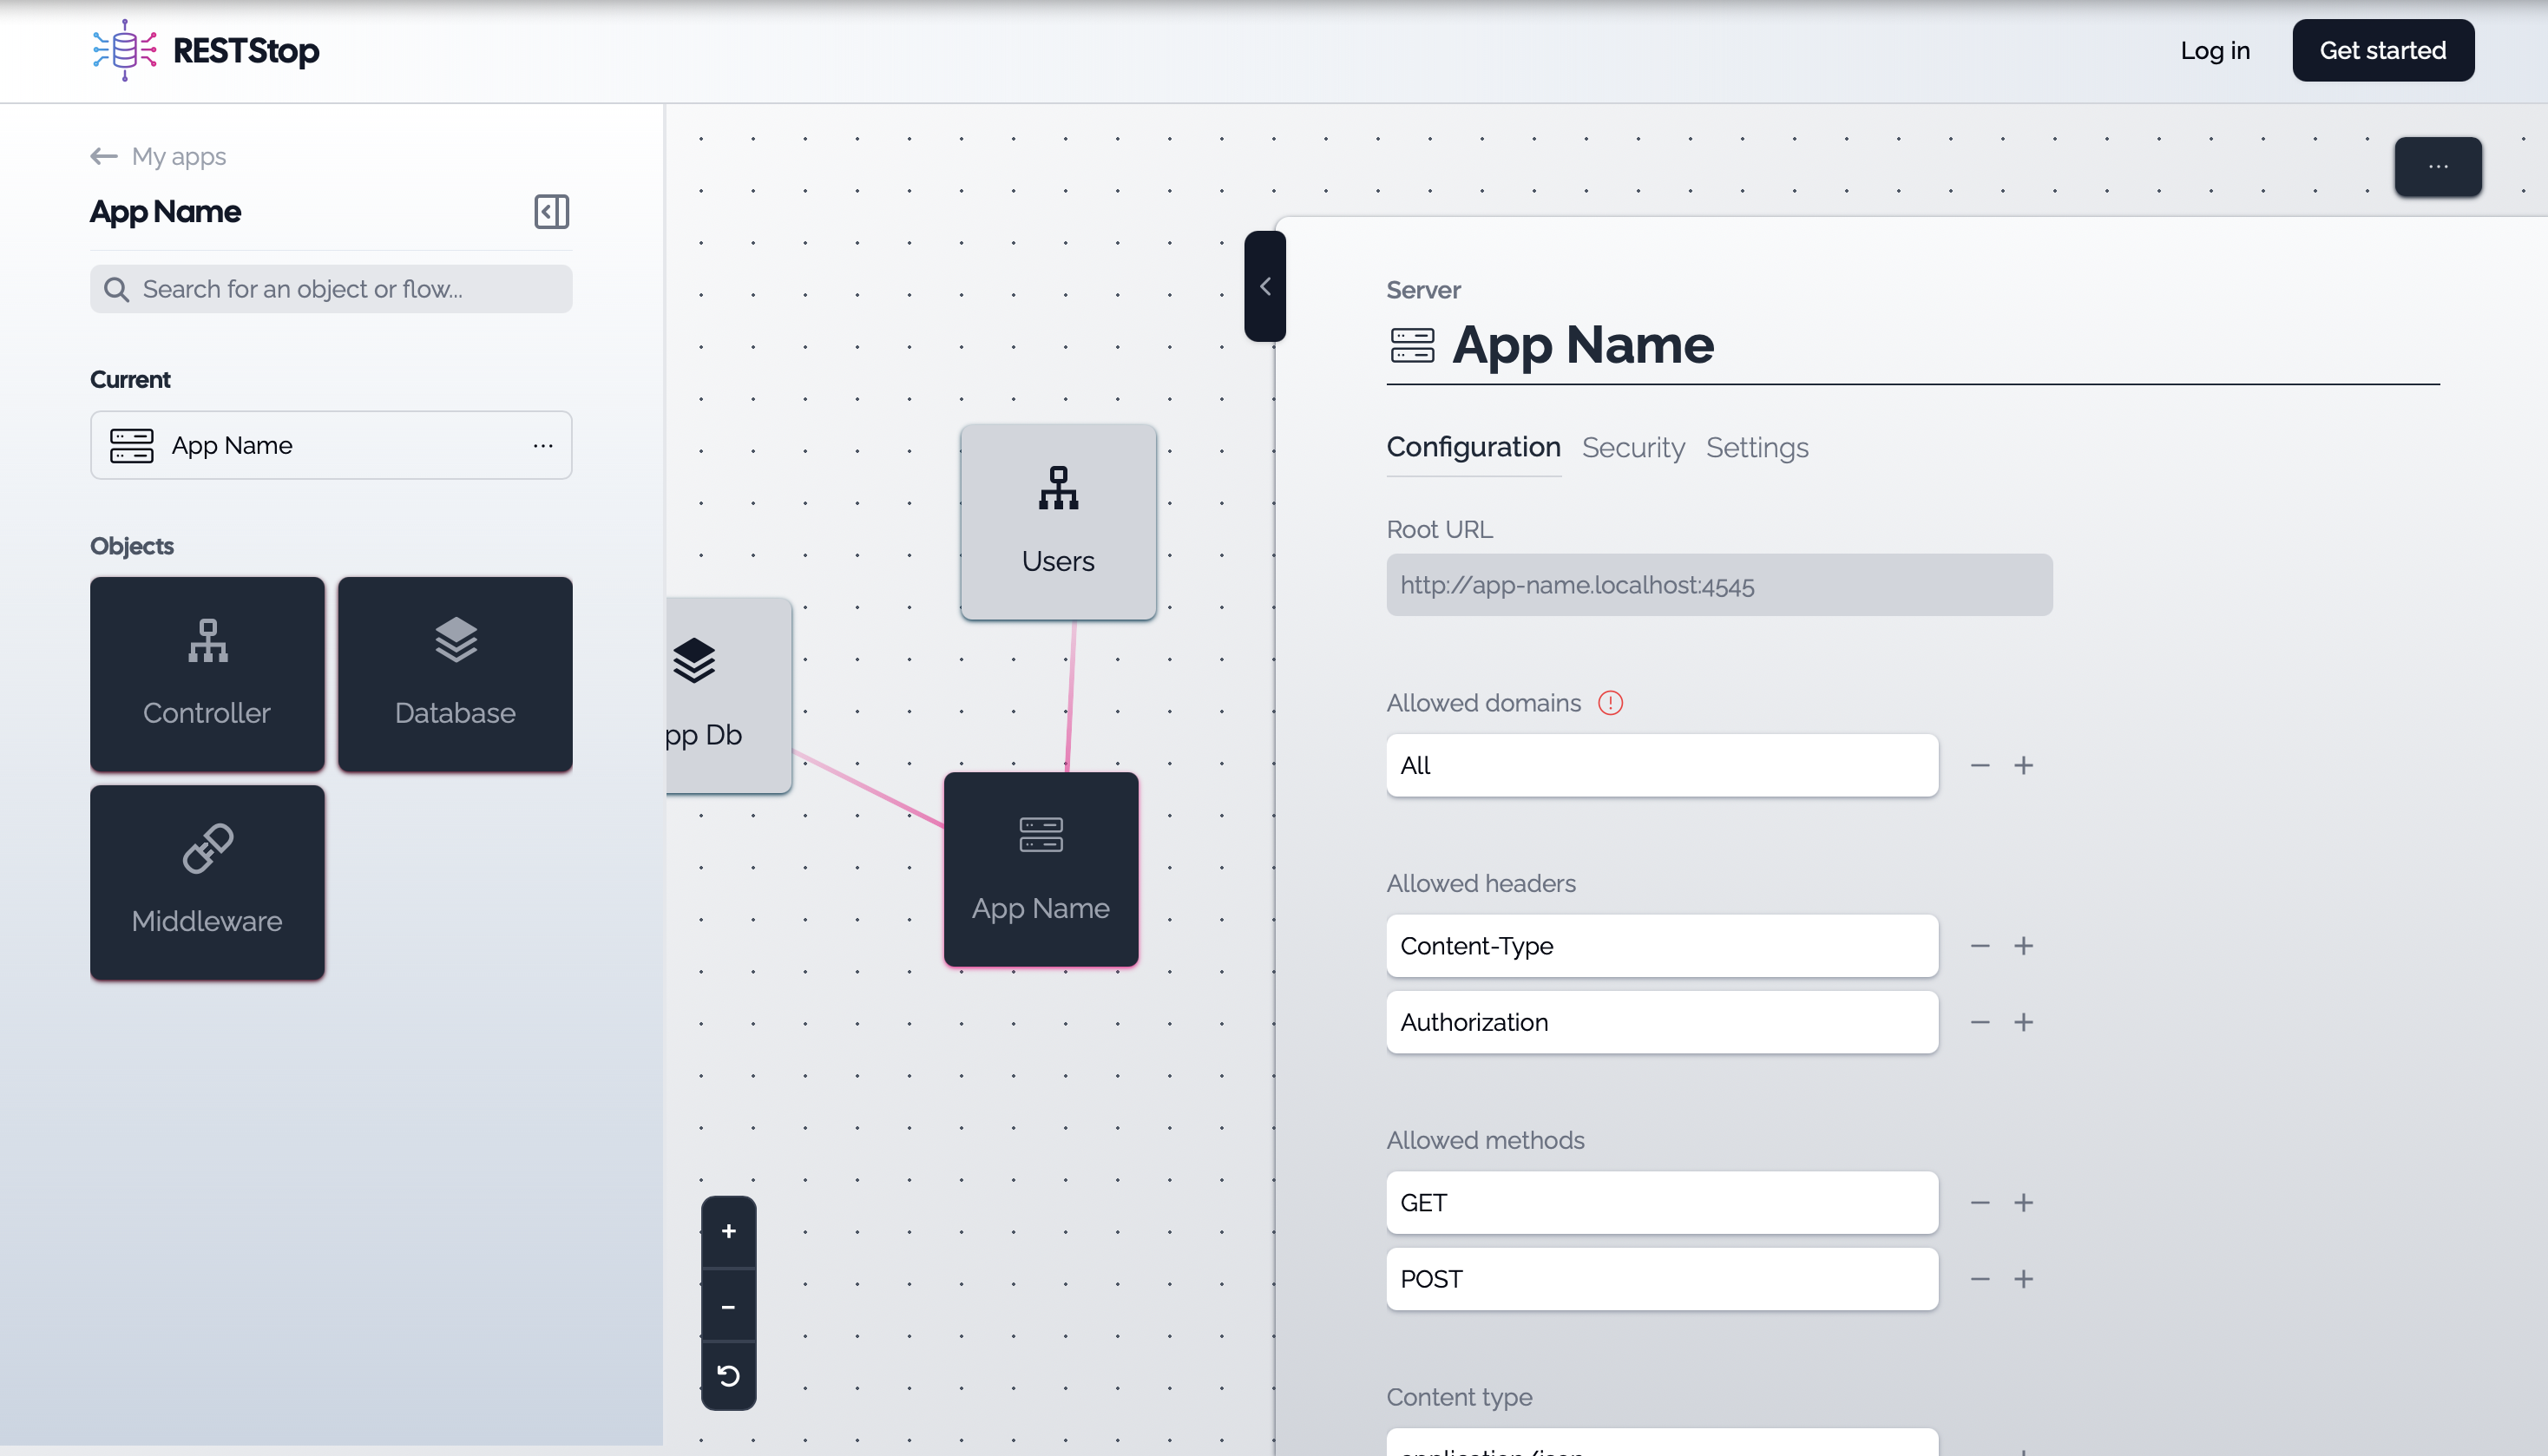 RESTStop
Log in
Get started
My apps
App Name
Search for an object or flow...
Current
App Name
...
Objects
Controller
Database
Middleware
...
Users
pp Db
App Name
+
-
Server
App Name
Configuration Security Settings
Root URL
http://app-name.localhost:4545
Allowed domains
All
Allowed headers
Content-Type
Authorization
Allowed methods
GET
POST
Content type
application/json